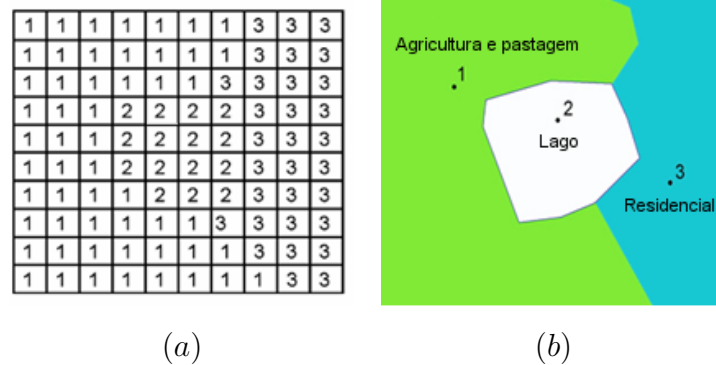 1 1 1 1 1 1 1 3 3 3
1 1 1 1 1 1 1 3 3 3
1 1 1 1 1 1 3 3 3 3
1 1 1 2 2 2 2 3 3 3
1 1 1 2 2 2 2 3 3 3
1 1 1 2 2 2 2 3 3 3
1 1 1 1 2 2 2 3 3 3
1 1 1 1 1 1 3 3 3 3
1 1 1 1 1 1 1 3 3 3
1 1 1 1 1 1 1 1 3 3
(a)
Agricultura e pastagem
1
2
Lago
3
Residencial
(b)